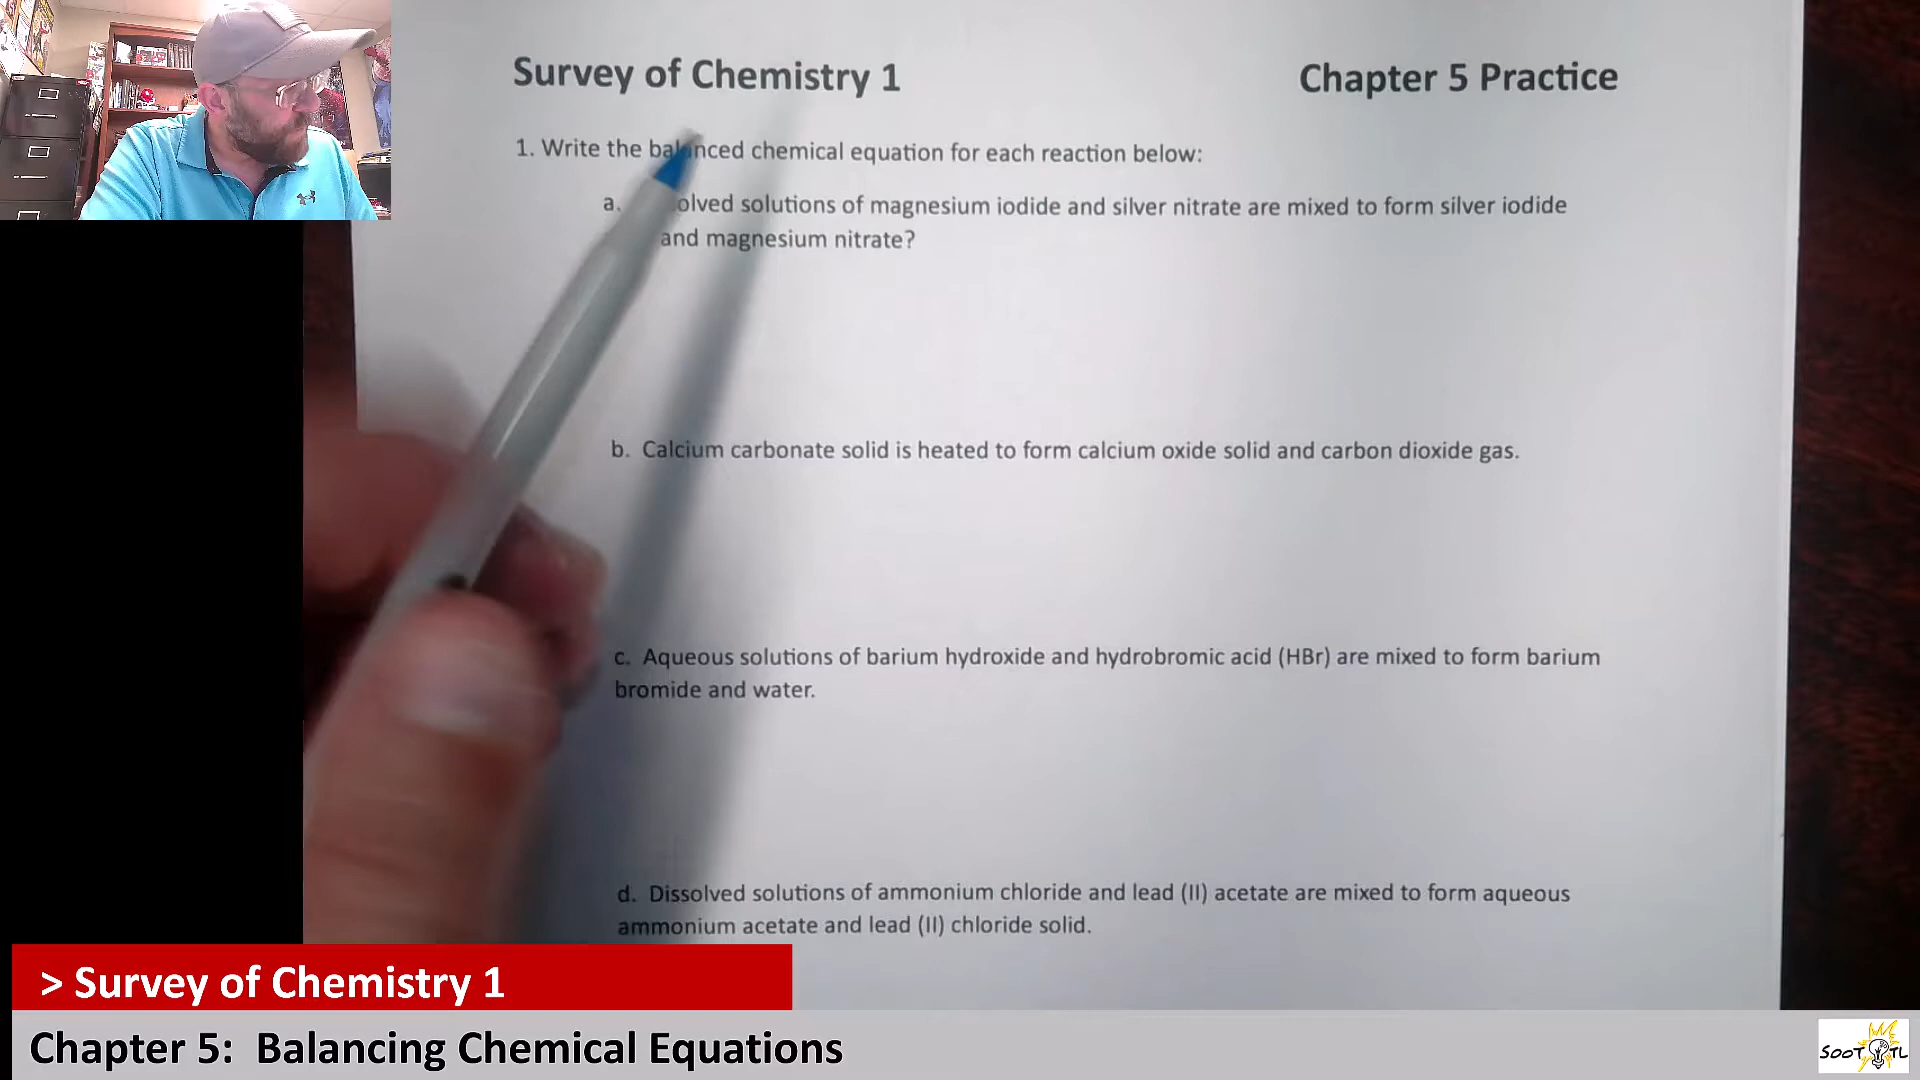 Survey of Chemistry 1
Chapter 5 Practice
1. Write the balanced chemical equation for each reaction below:
a. olved solutions of magnesium iodide and silver nitrate are mixed to form silver iodide
and magnesium nitrate?
b. Calcium carbonate solid is heated to form calcium oxide solid and carbon dioxide gas.
c. Aqueous solutions of barium hydroxide and hydrobromic acid (HBr) are mixed to form barium
bromide and water.
d. Dissolved solutions of ammonium chloride and lead (II) acetate are mixed to form aqueous
ammonium acetate and lead (II) chloride solid.
> Survey of Chemistry 1
Chapter 5: Balancing Chemical Equations
SOOT TL